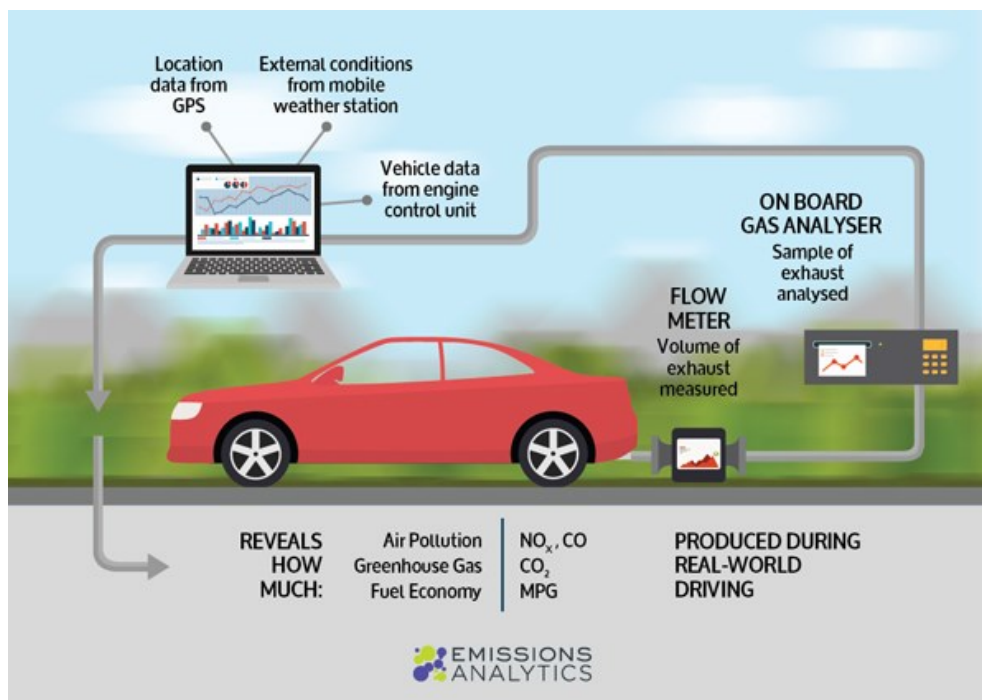 Location
data from
GPS
External conditions
from mobile
weather station
Vehicle data
from engine
control unit
ON BOARD
GAS ANALYSER
Sample of
exhaust
analysed
FLOW
METER
Volume of
exhaust
measured
REVEALS
HOW
MUCH:
Air Pollution
Greenhouse Gas
Fuel Economy
NOₓ, CO
CO₂
MPG
PRODUCED DURING
REAL-WORLD
DRIVING
EMISSIONS
ANALYTICS